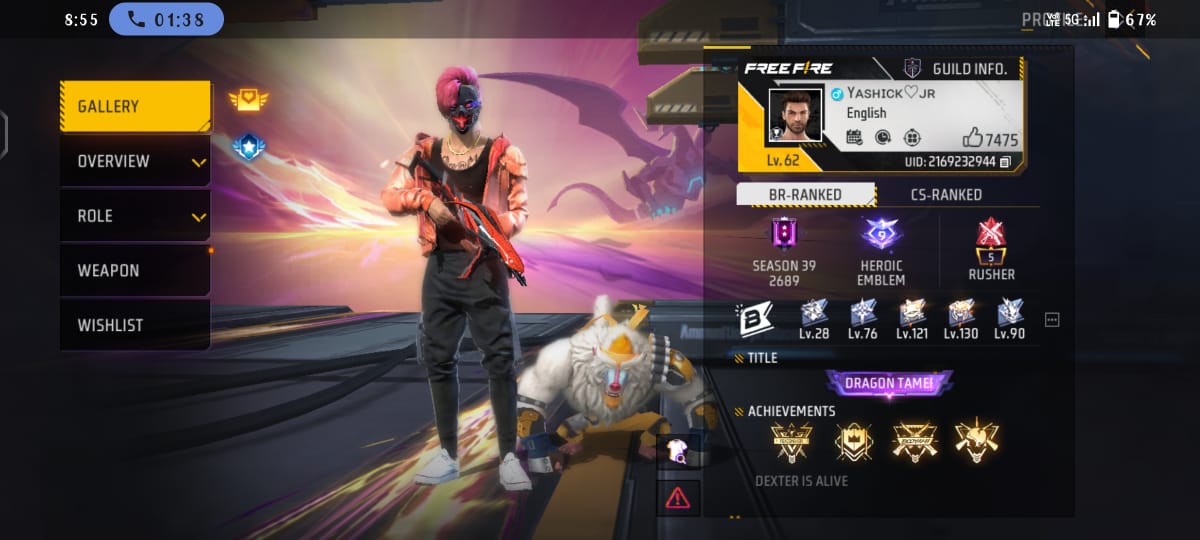 8:55
01:38
5G
67%
GALLERY
OVERVIEW
ROLE
WEAPON
WISHLIST
FREE FIRE
GUILD INFO.
YASHICK♡JR
English
7475
Lv. 62
UID: 2169232944
BR-RANKED
CS-RANKED
SEASON 39
2689
9
HEROIC
EMBLEM
5
RUSHER
B
Lv.28
Lv.76
Lv.121
Lv.130
Lv.90
TITLE
DRAGON TAME
ACHIEVEMENTS
DEXTER IS ALIVE